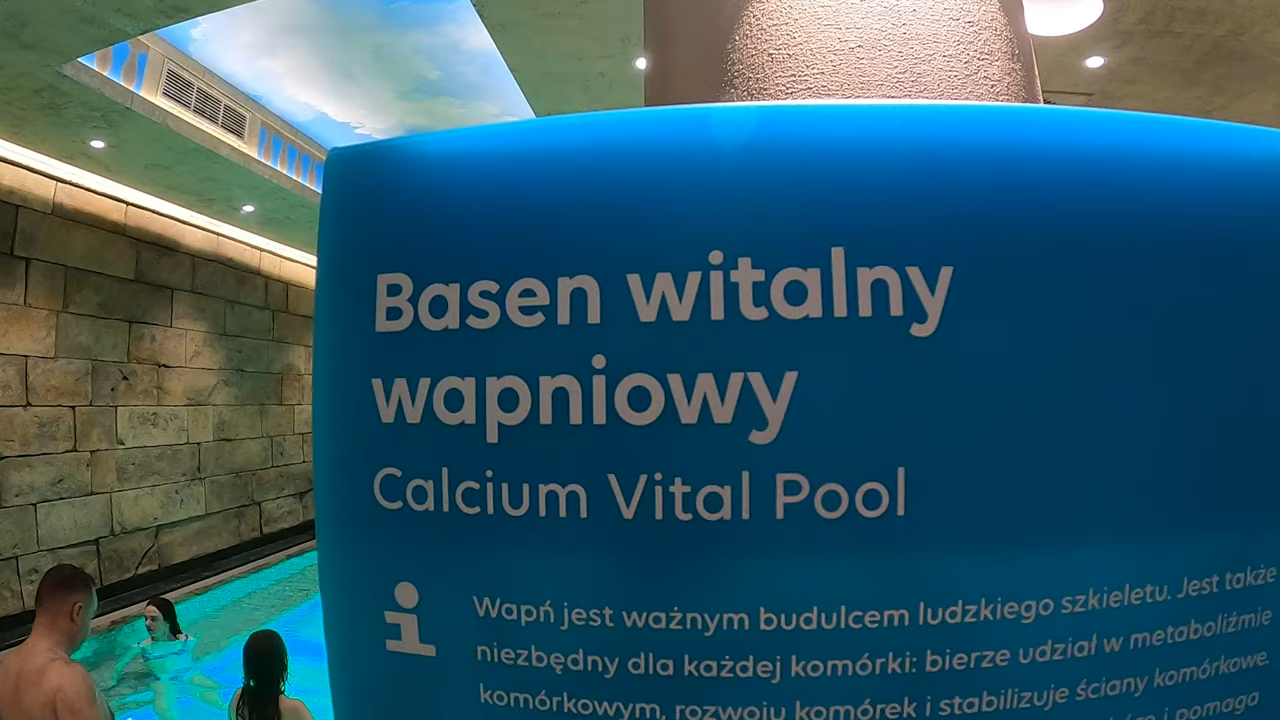 Basen witalny
wapniowy
Calcium Vital Pool
Wapń jest ważnym budulcem ludzkiego szkieletu. Jest także
niezbędny dla każdej komórki: bierze udział w metaboliźmie
komórkowym, rozwoju komórek i stabilizuje ściany komórkowe.
i pomaga